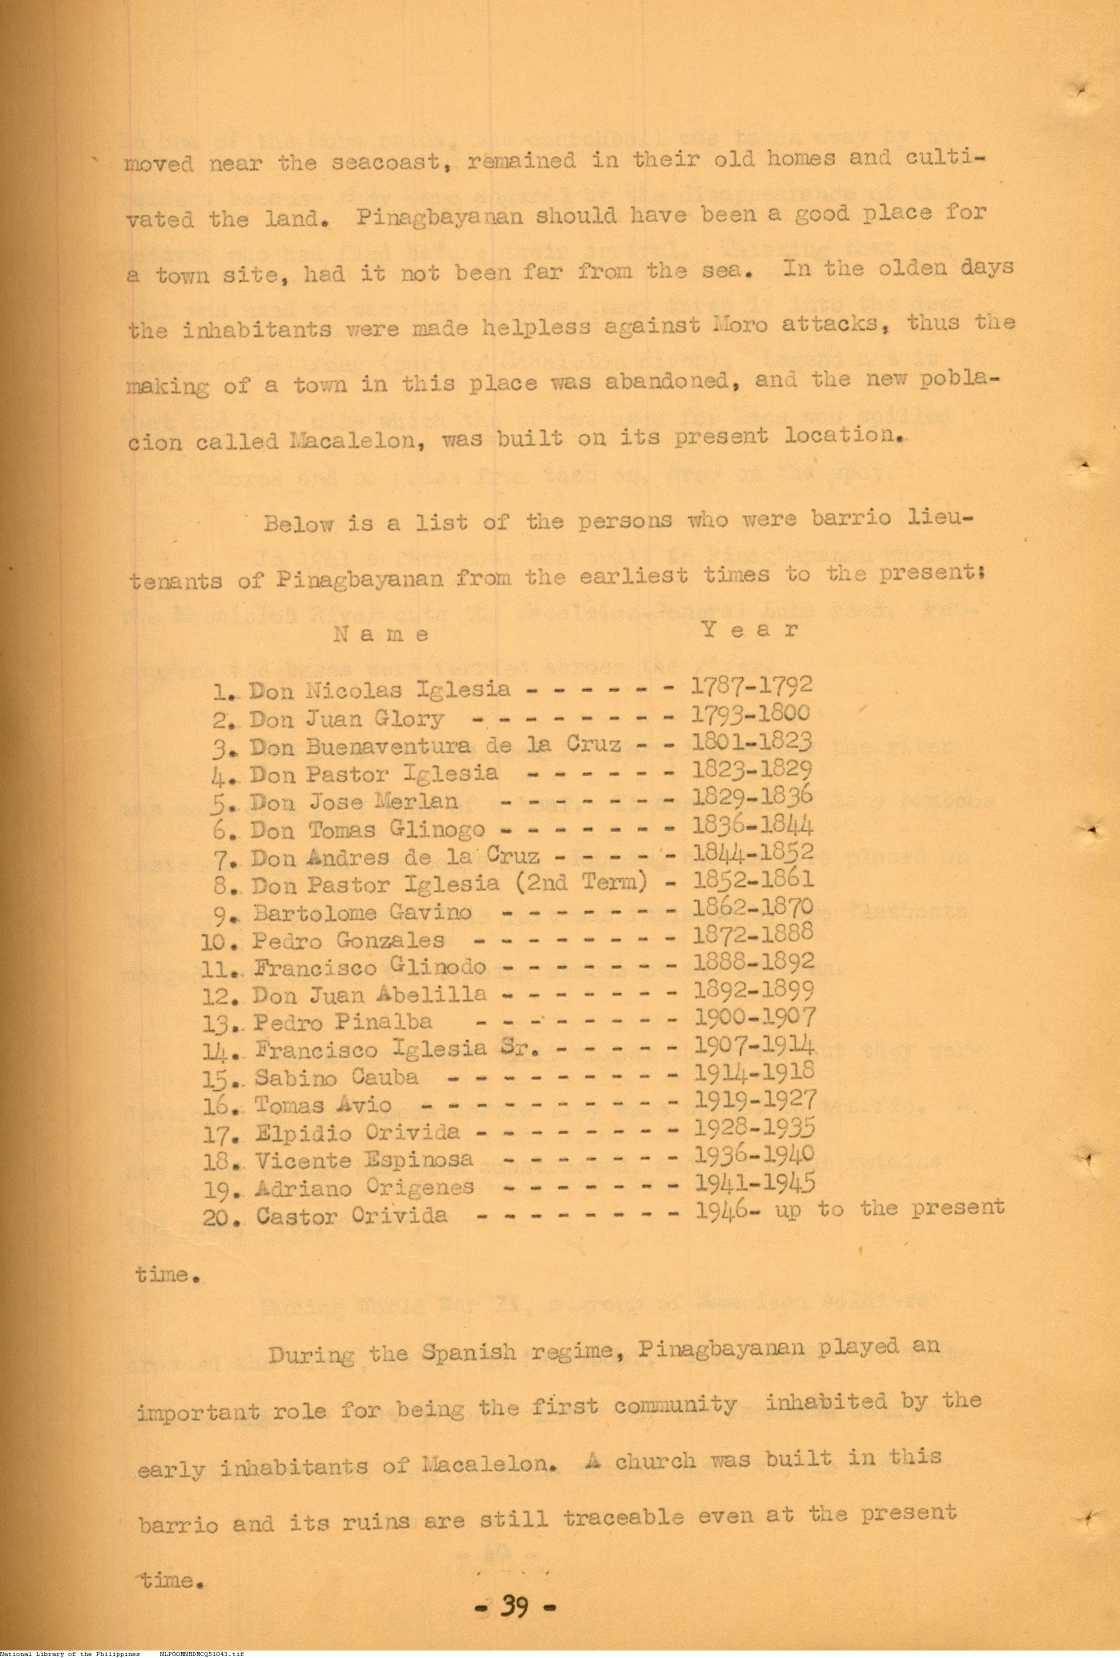 moved near the seacoast, remained in their old homes and culti-
vated the land. Pinagbayanan should have been a good place for
a town site, had it not been far from the sea. In the olden days
the inhabitants were made helpless against Moro attacks, thus the
making of a town in this place was abandoned, and the new pobla-
cion called Macalelon, was built on its present location.
Below is a list of the persons who were barrio lieu-
tenants of Pinagbayanan from the earliest times to the present:
N a m e Y e a r
1. Don Nicolas Iglesia - - - - - - 1787-1792
2. Don Juan Glory - - - - - - - - 1793-1800
3. Don Buenaventura de la Cruz - - 1801-1823
4. Don Pastor Iglesia - - - - - - 1823-1829
5. Don Jose Merlan - - - - - - - 1829-1836
6. Don Tomas Glinogo - - - - - - - 1836-1844
7. Don Andres de la Cruz - - - - - 1844-1852
8. Don Pastor Iglesia (2nd Term) - 1852-1861
9. Bartolome Gavino - - - - - - - 1862-1870
10. Pedro Gonzales - - - - - - - - 1872-1888
11. Francisco Glinodo - - - - - - - 1888-1892
12. Don Juan Abelilla - - - - - - - 1892-1899
13. Pedro Pinalba - - - - - - - - 1900-1907
14. Francisco Iglesia Sr. - - - - - 1907-1914
15. Sabino Cauba - - - - - - - - - 1914-1918
16. Tomas Avio - - - - - - - - - - 1919-1927
17. Elpidio Orivida - - - - - - - - 1928-1935
18. Vicente Espinosa - - - - - - - 1936-1940
19. Adriano Origenes - - - - - - - 1941-1945
20. Castor Orivida - - - - - - - - 1946- up to the present
time.
During the Spanish regime, Pinagbayanan played an
important role for being the first community inhabited by the
early inhabitants of Macalelon. A church was built in this
barrio and its ruins are still traceable even at the present
time.
- 39 -
National Library of the Philippines